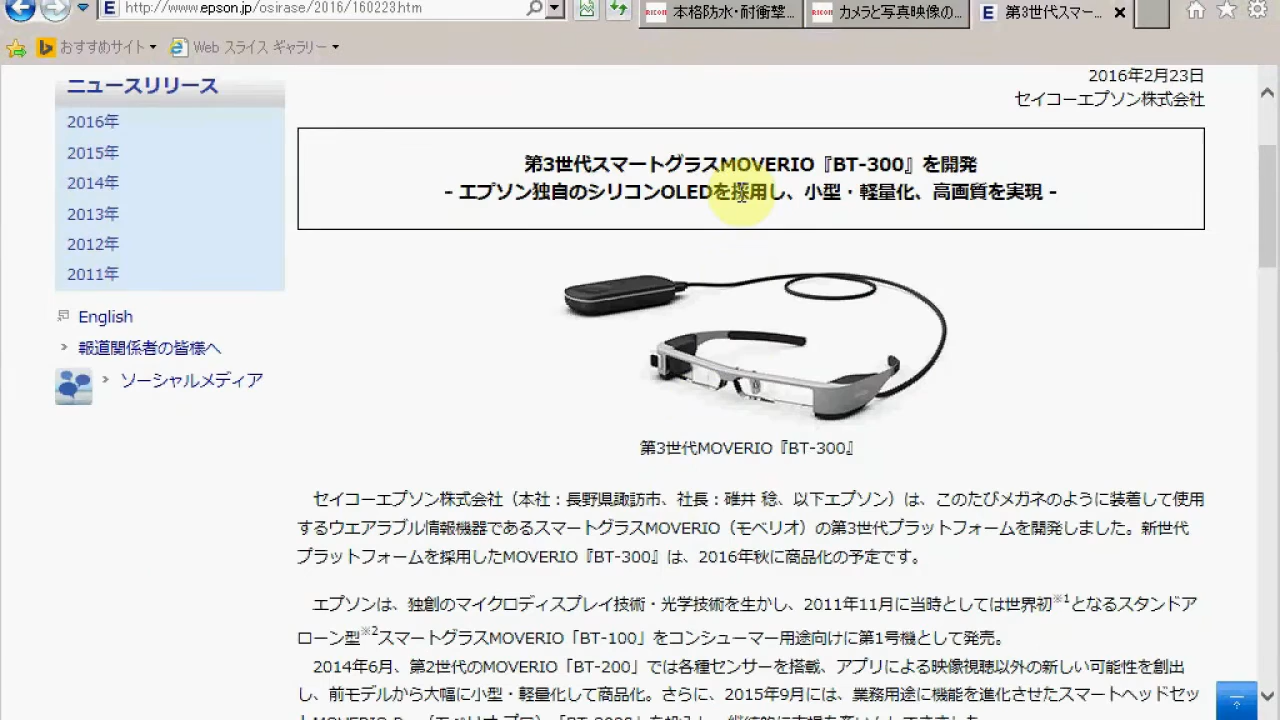 http://www.epson.jp/osirase/2016/160223.htm
本格防水・耐衝撃...
カメラと写真映像の...
第3世代スマー...
おすすめサイト
Web スライス ギャラリー
ニュースリリース
2016年
2015年
2014年
2013年
2012年
2011年
English
報道関係者の皆様へ
ソーシャルメディア
2016年2月23日
セイコーエプソン株式会社
第3世代スマートグラスMOVERIO『BT-300』を開発
- エプソン独自のシリコンOLEDを採用し、小型・軽量化、高画質を実現 -
第3世代MOVERIO『BT-300』
セイコーエプソン株式会社（本社：長野県諏訪市、社長：碓井 稔、以下エプソン）は、このたびメガネのように装着して使用
するウエアラブル情報機器であるスマートグラスMOVERIO（モベリオ）の第3世代プラットフォームを開発しました。新世代
プラットフォームを採用したMOVERIO『BT-300』は、2016年秋に商品化の予定です。
エプソンは、独創のマイクロディスプレイ技術・光学技術を生かし、2011年11月に当時としては世界初※1となるスタンドア
ローン型※2スマートグラスMOVERIO「BT-100」をコンシューマー用途向けに第1号機として発売。
2014年6月、第2世代のMOVERIO「BT-200」では各種センサーを搭載、アプリによる映像視聴以外の新しい可能性を創出
し、前モデルから大幅に小型・軽量化して商品化。さらに、2015年9月には、業務用途に機能を進化させたスマートヘッドセッ